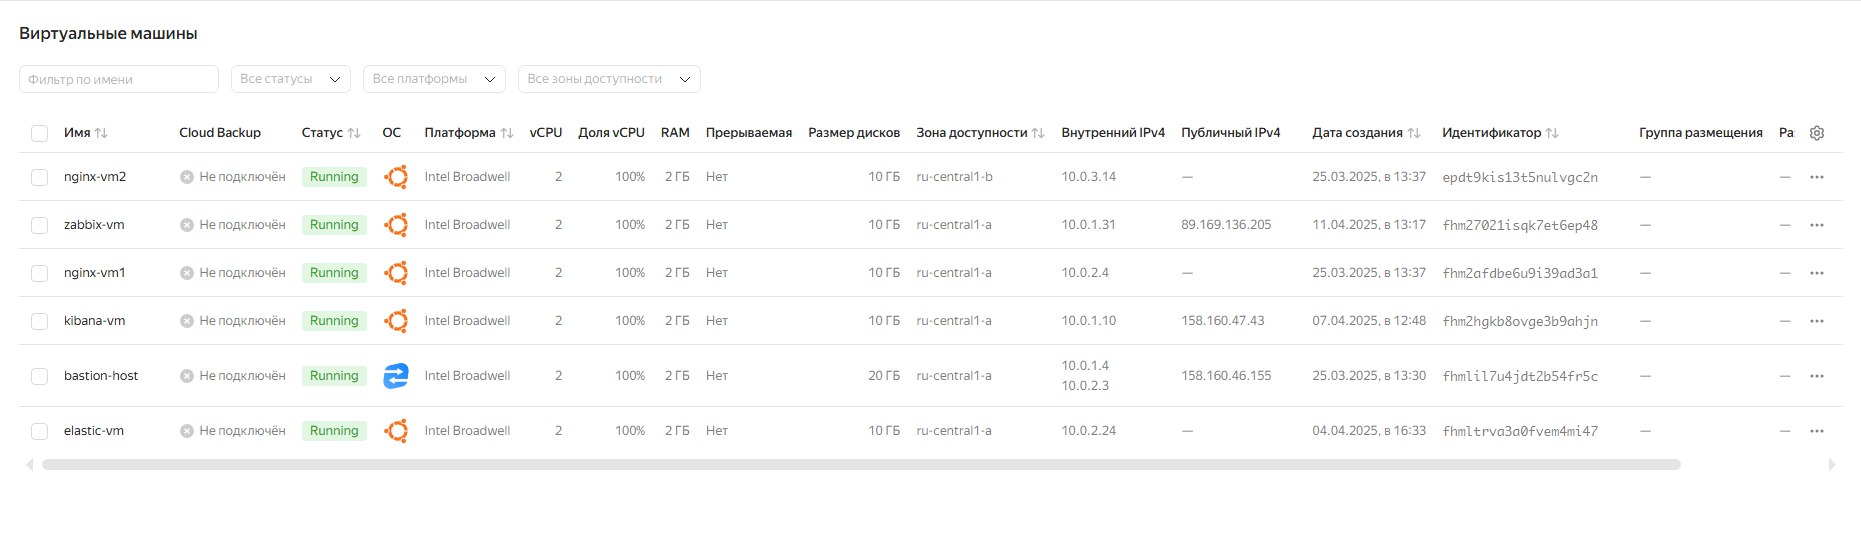 Виртуальные машины
Фильтр по имени Все статусы Все платформы Все зоны доступности
Имя Cloud Backup Статус ОС Платформа vCPU Доля vCPU RAM Прерываемая Размер дисков Зона доступности Внутренний IPv4 Публичный IPv4 Дата создания Идентификатор Группа размещения Ра
nginx-vm2 Не подключён Running Intel Broadwell 2 100% 2 ГБ Нет 10 ГБ ru-central1-b 10.0.3.14 — 25.03.2025, в 13:37 epdt9kis13t5nulvgc2n — —
zabbix-vm Не подключён Running Intel Broadwell 2 100% 2 ГБ Нет 10 ГБ ru-central1-a 10.0.1.31 89.169.136.205 11.04.2025, в 13:17 fhm27021isqk7et6ep48 — —
nginx-vm1 Не подключён Running Intel Broadwell 2 100% 2 ГБ Нет 10 ГБ ru-central1-a 10.0.2.4 — 25.03.2025, в 13:37 fhm2afdbe6u9i39ad3a1 — —
kibana-vm Не подключён Running Intel Broadwell 2 100% 2 ГБ Нет 10 ГБ ru-central1-a 10.0.1.10 158.160.47.43 07.04.2025, в 12:48 fhm2hgkb8ovge3b9ahjn — —
bastion-host Не подключён Running Intel Broadwell 2 100% 2 ГБ Нет 20 ГБ ru-central1-a 10.0.1.4 158.160.46.155 25.03.2025, в 13:30 fhmlil7u4jdt2b54fr5c — —
10.0.2.3
elastic-vm Не подключён Running Intel Broadwell 2 100% 2 ГБ Нет 10 ГБ ru-central1-a 10.0.2.24 — 04.04.2025, в 16:33 fhmltrva3a0fvem4mi47 — —